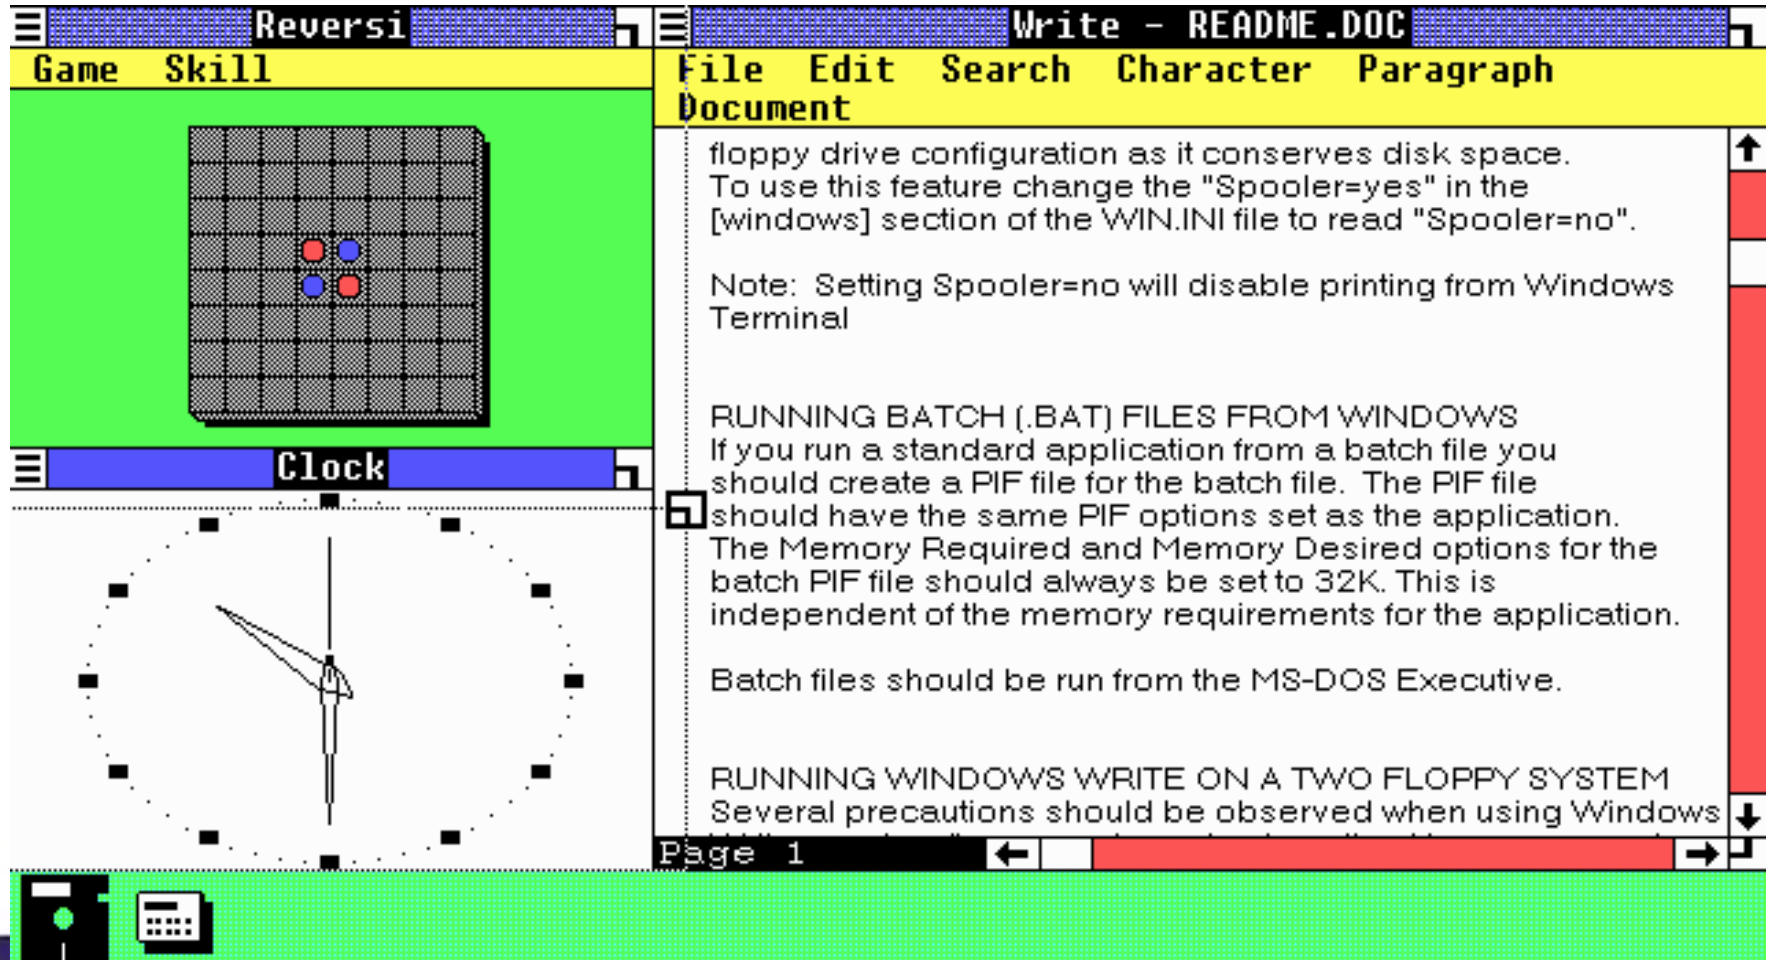 Reversi
Game Skill
Clock
Write - README.DOC
File Edit Search Character Paragraph
Document
floppy drive configuration as it conserves disk space.
To use this feature change the "Spooler=yes" in the
[windows] section of the WIN.INI file to read "Spooler=no".
Note: Setting Spooler=no will disable printing from Windows
Terminal
RUNNING BATCH (.BAT) FILES FROM WINDOWS
If you run a standard application from a batch file you
should create a PIF file for the batch file. The PIF file
should have the same PIF options set as the application.
The Memory Required and Memory Desired options for the
batch PIF file should always be set to 32K. This is
independent of the memory requirements for the application.
Batch files should be run from the MS-DOS Executive.
RUNNING WINDOWS WRITE ON A TWO FLOPPY SYSTEM
Several precautions should be observed when using Windows
Page 1